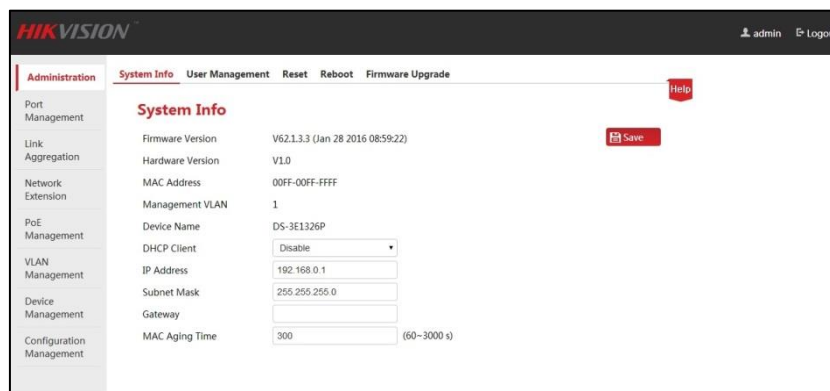 HIKVISION
admin
Administration
System Info User Management Reset Reboot Firmware Upgrade
Help
Port
Management
Link
Aggregation
Network
Extension
PoE
Management
VLAN
Management
Device
Management
Configuration
Management
System Info
Save
Firmware Version V62.1.3.3 (Jan 28 2016 08:59:22)
Hardware Version V1.0
MAC Address 00FF-00FF-FFFF
Management VLAN 1
Device Name DS-3E1326P
DHCP Client Disable
IP Address 192.168.0.1
Subnet Mask 255.255.255.0
Gateway
MAC Aging Time 300 (60~3000 s)